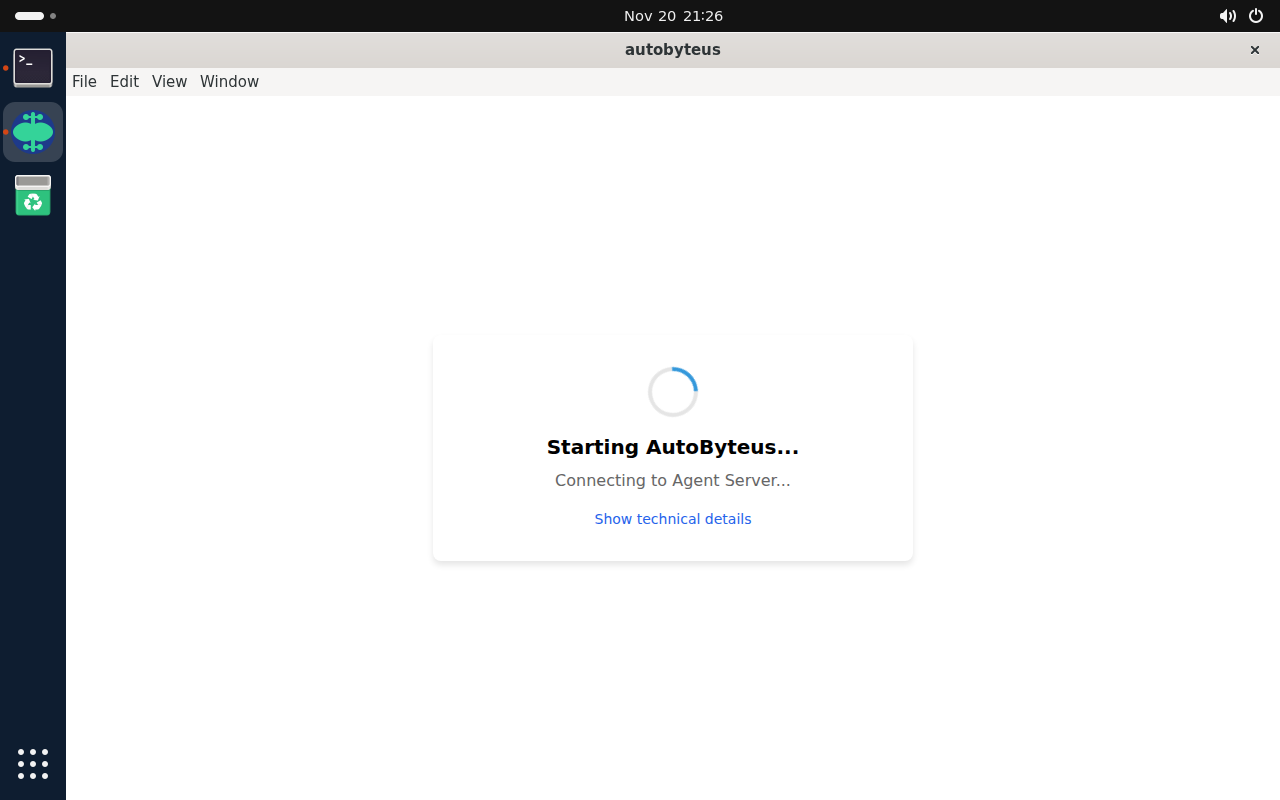 Nov 20 21:26
autobyteus
File Edit View Window
Starting AutoByteus...
Connecting to Agent Server...
Show technical details